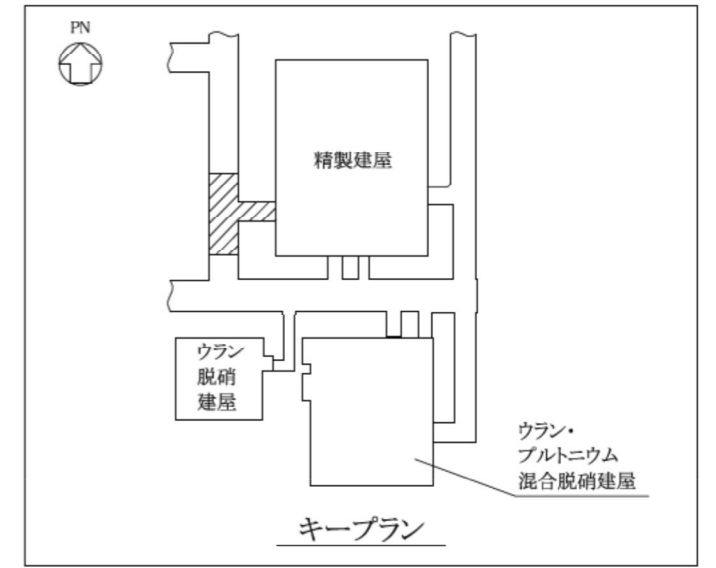 PN
精製建屋
ウラン
脱硝
建屋
ウラン・
プルトニウム
混合脱硝建屋
キープラン